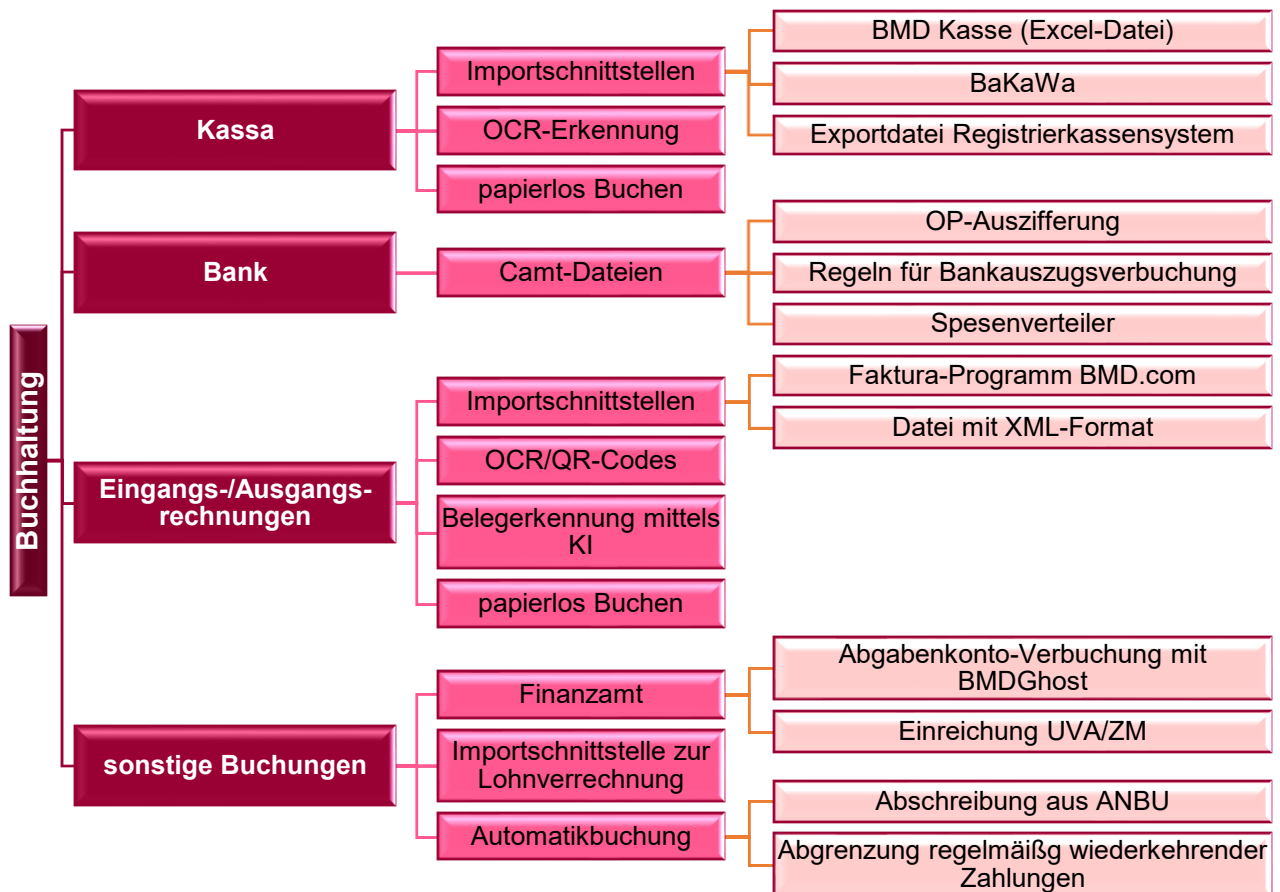 Buchhaltung
Kassa
Importschnittstellen
BMD Kasse (Excel-Datei)
BaKaWa
Exportdatei Registrierkassensystem
OCR-Erkennung
papierlos Buchen
Bank
Camt-Dateien
OP-Auszifferung
Regeln für Bankauszugsverbuchung
Spesenverteiler
Eingangs-/Ausgangs-
rechnungen
Importschnittstellen
Faktura-Programm BMD.com
Datei mit XML-Format
OCR/QR-Codes
Belegerkennung mittels
KI
papierlos Buchen
sonstige Buchungen
Finanzamt
Abgabenkonto-Verbuchung mit
BMDGhost
Einreichung UVA/ZM
Importschnittstelle zur
Lohnverrechnung
Automatikbuchung
Abschreibung aus ANBU
Abgrenzung regelmäißg wiederkehrender
Zahlungen